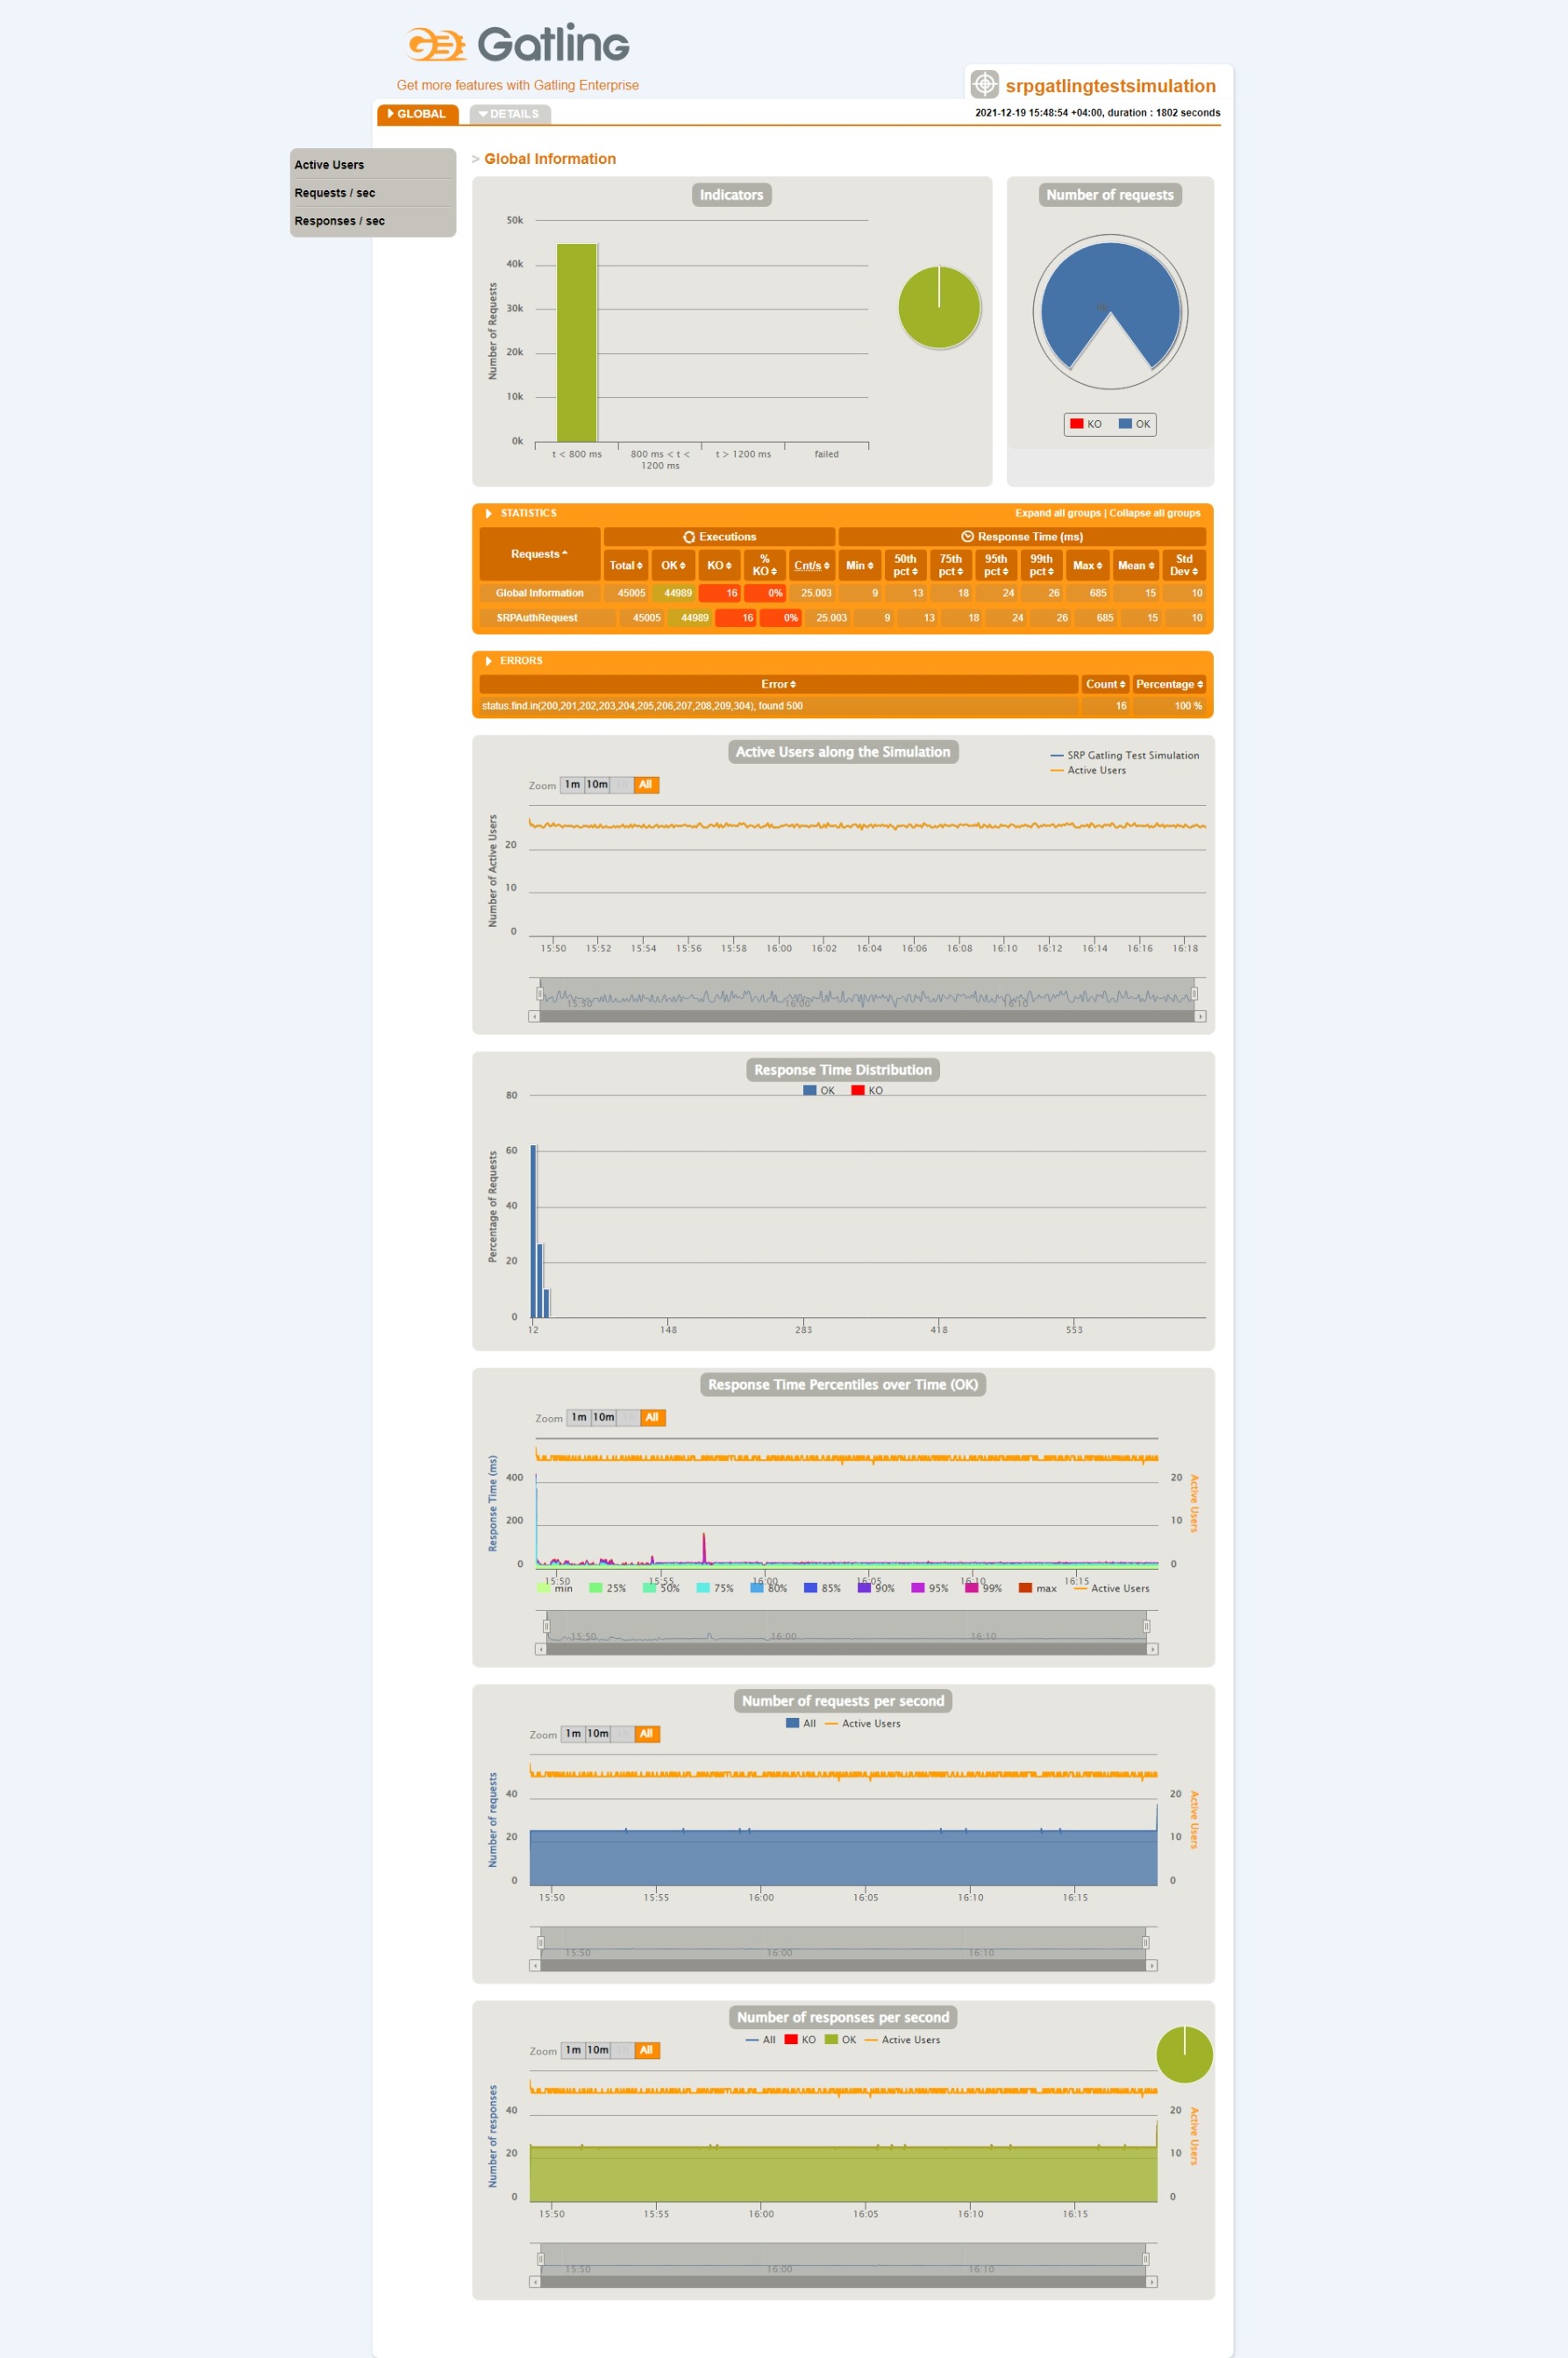 Gatling
Get more features with Gatling Enterprise
srpgatlingtestsimulation
GLOBAL
DETAILS
2021-12-19 15:48:54 +04:00, duration : 1802 seconds
Active Users
Requests / sec
Responses / sec
> Global Information
Indicators
Number of Requests
50k
40k
30k
20k
10k
0k
t < 800 ms
800 ms < t < 1200 ms
t > 1200 ms
failed
Number of requests
KO OK
STATISTICS
Expand all groups | Collapse all groups
Requests
Executions
Response Time (ms)
Total OK KO % KO Cnt/s Min 50th pct 75th pct 95th pct 99th pct Max Mean Std Dev
Global Information 45005 44989 16 0% 25.003 9 13 18 24 26 685 15 10
SRPAuthRequest 45005 44989 16 0% 25.003 9 13 18 24 26 685 15 10
ERRORS
Error Count Percentage
status.find.in(200,201,202,203,204,205,206,207,208,209,304), found 500 16 100 %
Active Users along the Simulation
SRP Gatling Test Simulation
Active Users
Zoom 1m 10m All
Number of Active Users
20
10
0
15:50 15:52 15:54 15:56 15:58 16:00 16:02 16:04 16:06 16:08 16:10 16:12 16:14 16:16 16:18
15:50 16:00 16:10
Response Time Distribution
OK KO
Percentage of Requests
80
60
40
20
0
12 148 283 418 553
Response Time Percentiles over Time (OK)
Zoom 1m 10m All
Response Time (ms)
400
200
0
20
10
0
Active Users
15:50 15:55 16:00 16:05 16:10 16:15
min 25% 50% 75% 80% 85% 90% 95% 99% max Active Users
15:50 16:00 16:10
Number of requests per second
All Active Users
Zoom 1m 10m All
Number of requests
40
20
0
20
10
0
Active Users
15:50 15:55 16:00 16:05 16:10 16:15
15:50 16:00 16:10
Number of responses per second
All KO OK Active Users
Zoom 1m 10m All
Number of responses
40
20
0
20
10
0
Active Users
15:50 15:55 16:00 16:05 16:10 16:15
15:50 16:00 16:10